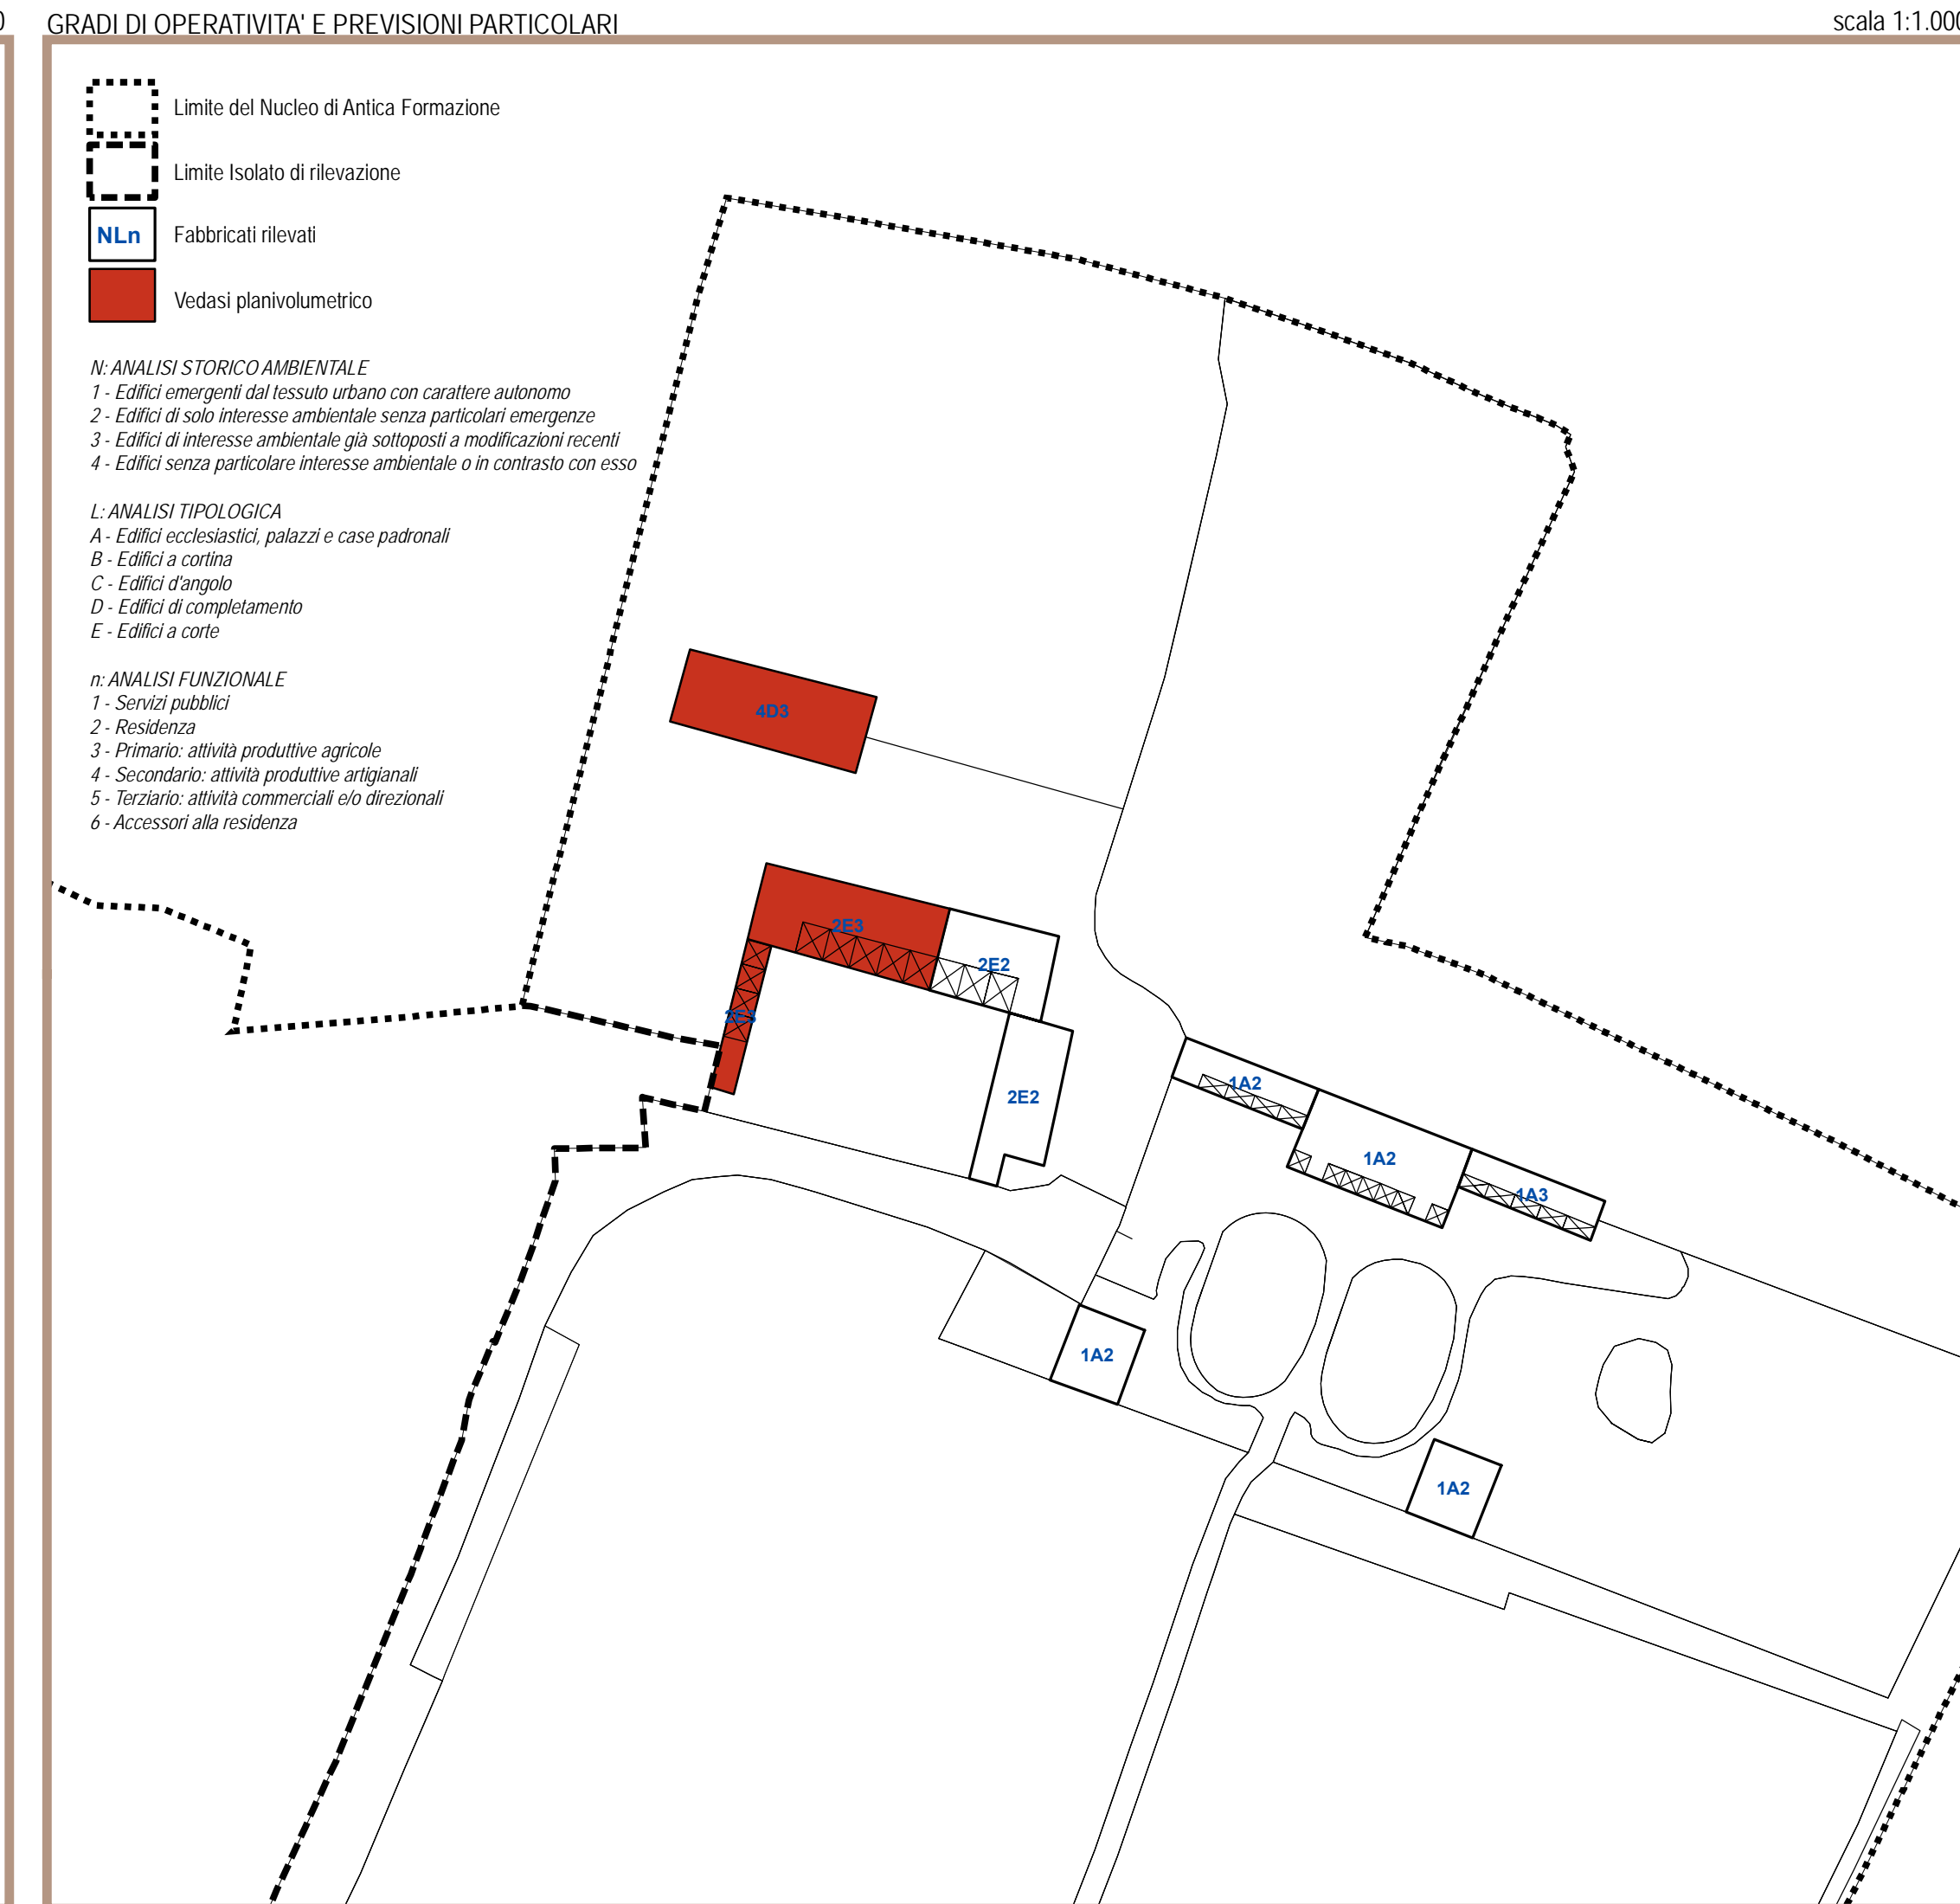 0
GRADI DI OPERATIVITA' E PREVISIONI PARTICOLARI
scala 1:1.000
Limite del Nucleo di Antica Formazione
Limite Isolato di rilevazione
NLn
Fabbricati rilevati
Vedasi planivolumetrico
N: ANALISI STORICO AMBIENTALE
1 - Edifici emergenti dal tessuto urbano con carattere autonomo
2 - Edifici di solo interesse ambientale senza particolari emergenze
3 - Edifici di interesse ambientale già sottoposti a modificazioni recenti
4 - Edifici senza particolare interesse ambientale o in contrasto con esso
L: ANALISI TIPOLOGICA
A - Edifici ecclesiastici, palazzi e case padronali
B - Edifici a cortina
C - Edifici d'angolo
D - Edifici di completamento
E - Edifici a corte
n: ANALISI FUNZIONALE
1 - Servizi pubblici
2 - Residenza
3 - Primario: attività produttive agricole
4 - Secondario: attività produttive artigianali
5 - Terziario: attività commerciali e/o direzionali
6 - Accessori alla residenza
4D3
2E3
2E2
2E3
2E2
1A2
1A2
1A3
1A2
1A2